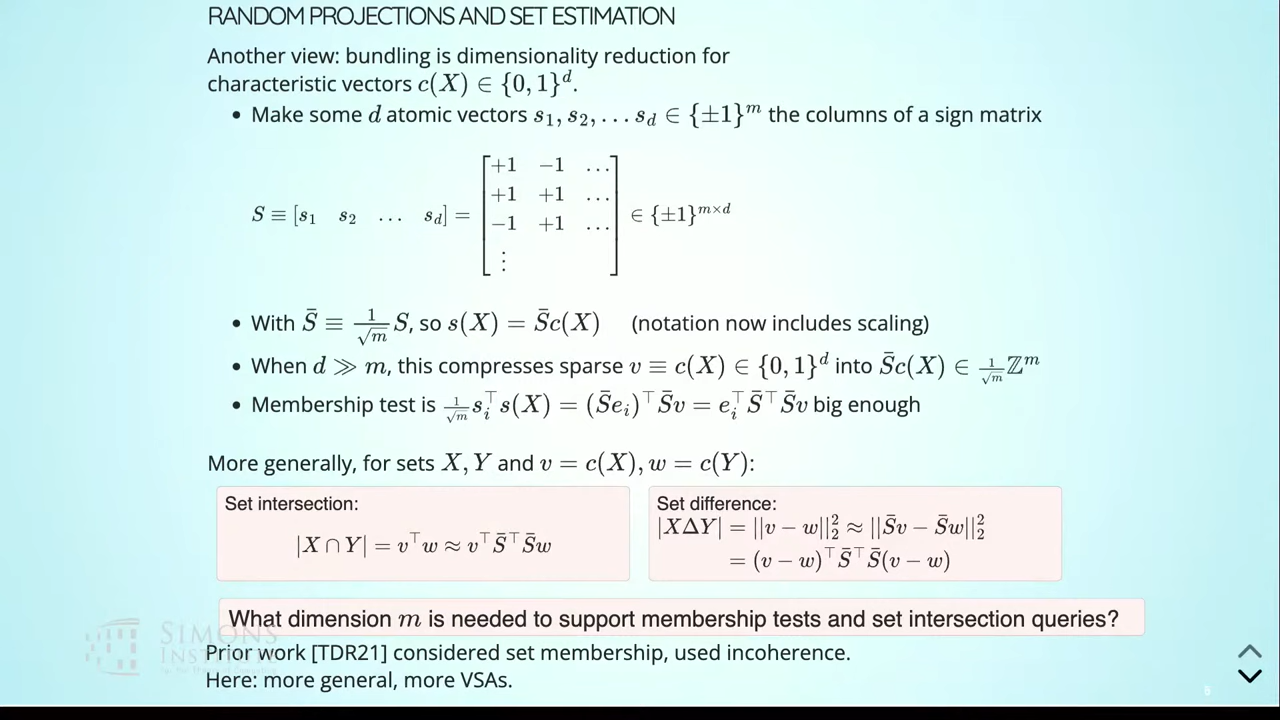 RANDOM PROJECTIONS AND SET ESTIMATION
Another view: bundling is dimensionality reduction for
characteristic vectors c(X) ∈ {0, 1}^d.
• Make some d atomic vectors s_1, s_2, … s_d ∈ {±1}^m the columns of a sign matrix
S ≡ [s_1 s_2 … s_d] = [+1 −1 … ; +1 +1 … ; −1 +1 … ; ⋮] ∈ {±1}^{m×d}
• With S̄ ≡ 1/√m S, so s(X) = S̄c(X) (notation now includes scaling)
• When d ≫ m, this compresses sparse v ≡ c(X) ∈ {0, 1}^d into S̄c(X) ∈ 1/√m ℤ^m
• Membership test is 1/√m s_i^⊤ s(X) = (S̄e_i)^⊤ S̄v = e_i^⊤ S̄^⊤ S̄v big enough
More generally, for sets X, Y and v = c(X), w = c(Y):
Set intersection:
|X ∩ Y| = v^⊤w ≈ v^⊤ S̄^⊤ S̄w
Set difference:
|XΔY| = ||v − w||_2^2 ≈ ||S̄v − S̄w||_2^2
= (v − w)^⊤ S̄^⊤ S̄(v − w)
What dimension m is needed to support membership tests and set intersection queries?
SIMONS
INSTITUTE
Prior work [TDR21] considered set membership, used incoherence.
Here: more general, more VSAs.
6